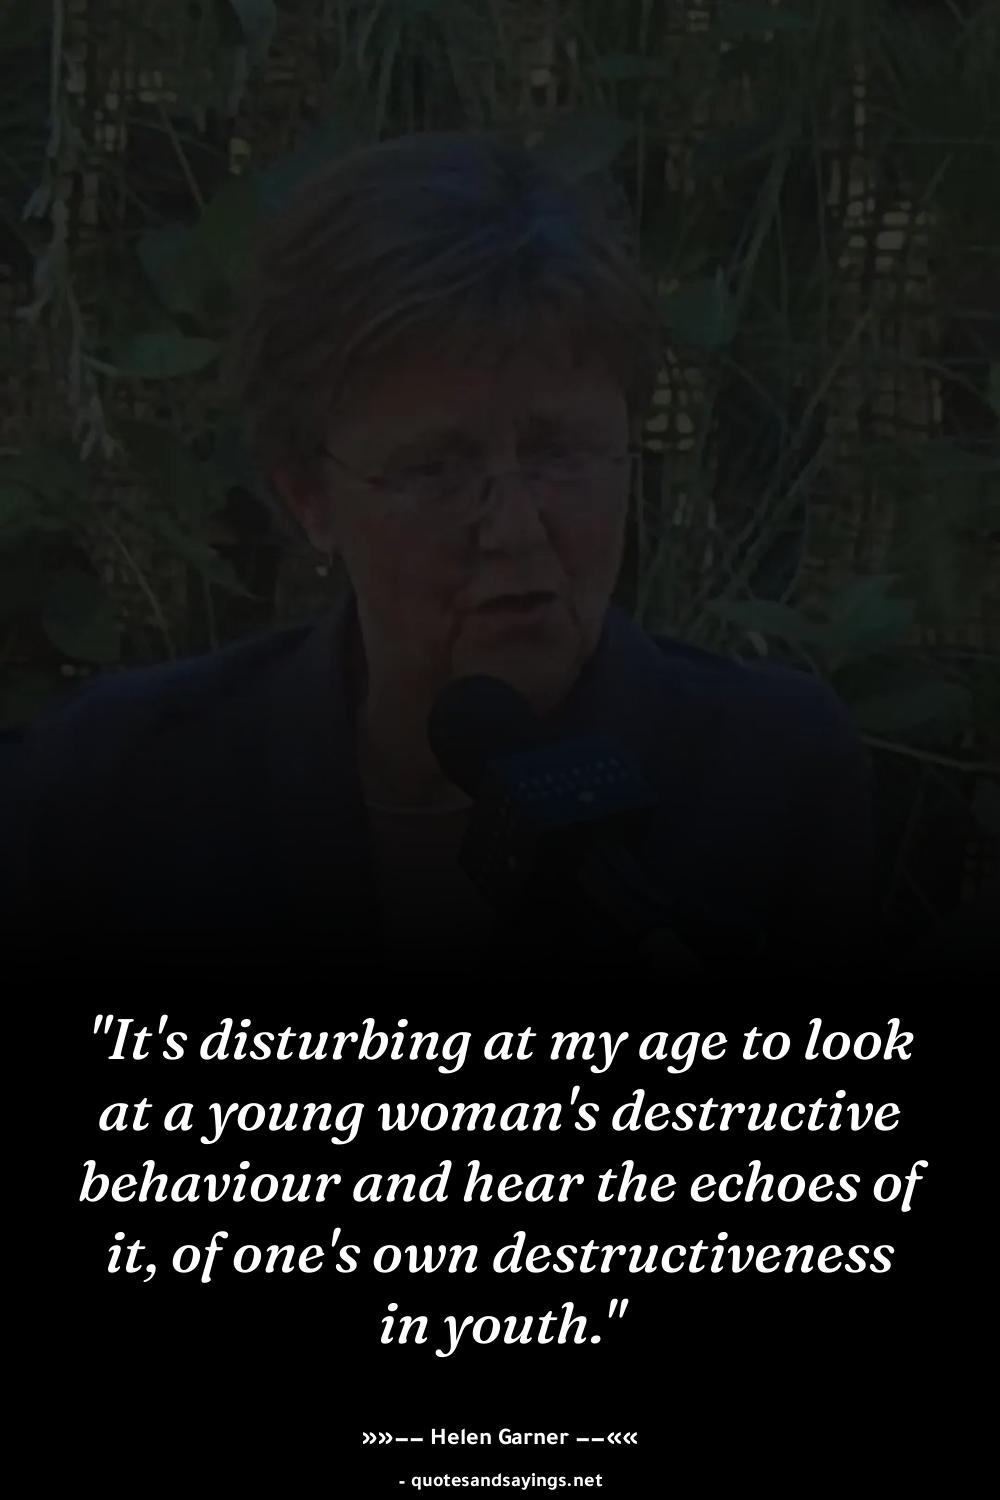 "It's disturbing at my age to look
at a young woman's destructive
behaviour and hear the echoes of
it, of one's own destructiveness
in youth."
»»−− Helen Garner −−««
- quotesandsayings.net